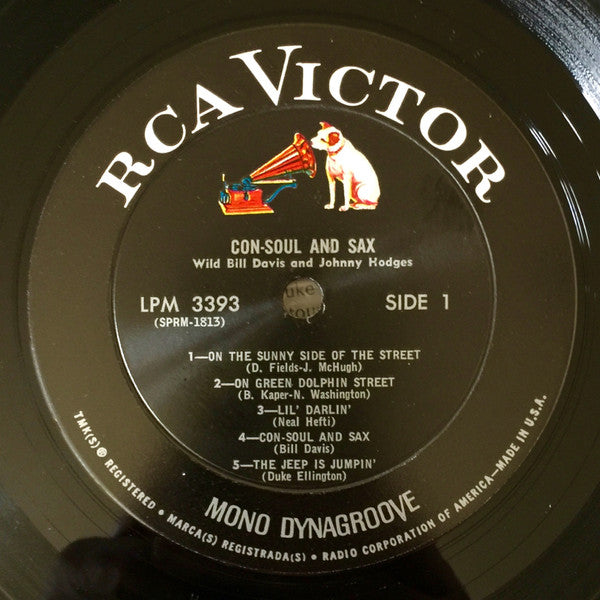 RCA VICTOR
CON-SOUL AND SAX
Wild Bill Davis and Johnny Hodges
LPM 3393
(SPRM-1813)
SIDE 1
uke
1—ON THE SUNNY SIDE OF THE STREET
(D. Fields-J. McHugh)
2—ON GREEN DOLPHIN STREET
(B. Kaper-N. Washington)
3—LIL' DARLIN'
(Neal Hefti)
4—CON-SOUL AND SAX
(Bill Davis)
5—THE JEEP IS JUMPIN'
(Duke Ellington)
MONO DYNAGROOVE
TMK(S) ® REGISTERED • MARCA(S) REGISTRADA(S) • RADIO CORPORATION OF AMERICA—MADE IN U.S.A.